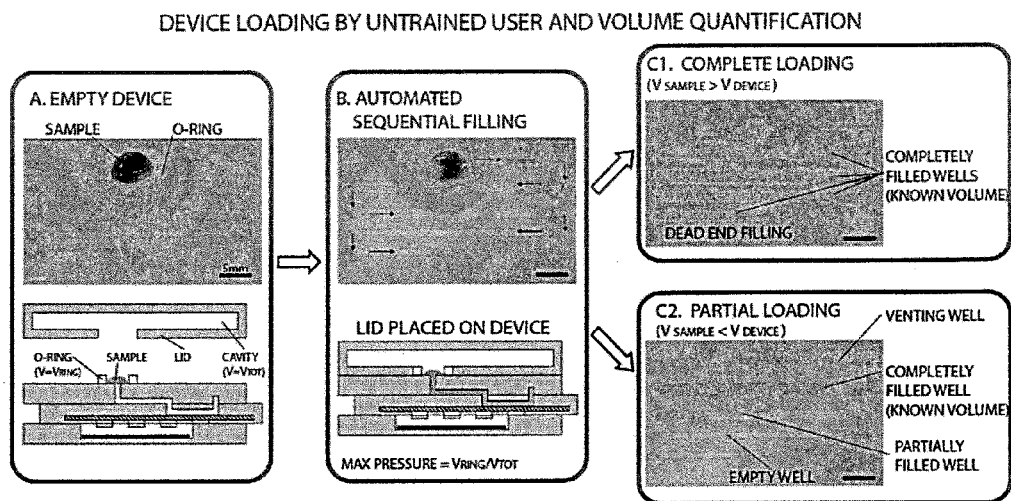 DEVICE LOADING BY UNTRAINED USER AND VOLUME QUANTIFICATION
A. EMPTY DEVICE
SAMPLE
O-RING
5mm
O-RING
(V=VRING)
SAMPLE
LID
CAVITY
(V=VTOT)
B. AUTOMATED
SEQUENTIAL FILLING
LID PLACED ON DEVICE
MAX PRESSURE = VRING/VTOT
C1. COMPLETE LOADING
(V SAMPLE > V DEVICE)
COMPLETELY
FILLED WELLS
(KNOWN VOLUME)
DEAD END FILLING
C2. PARTIAL LOADING
(V SAMPLE < V DEVICE)
VENTING WELL
COMPLETELY
FILLED WELL
(KNOWN VOLUME)
PARTIALLY
FILLED WELL
EMPTY WELL